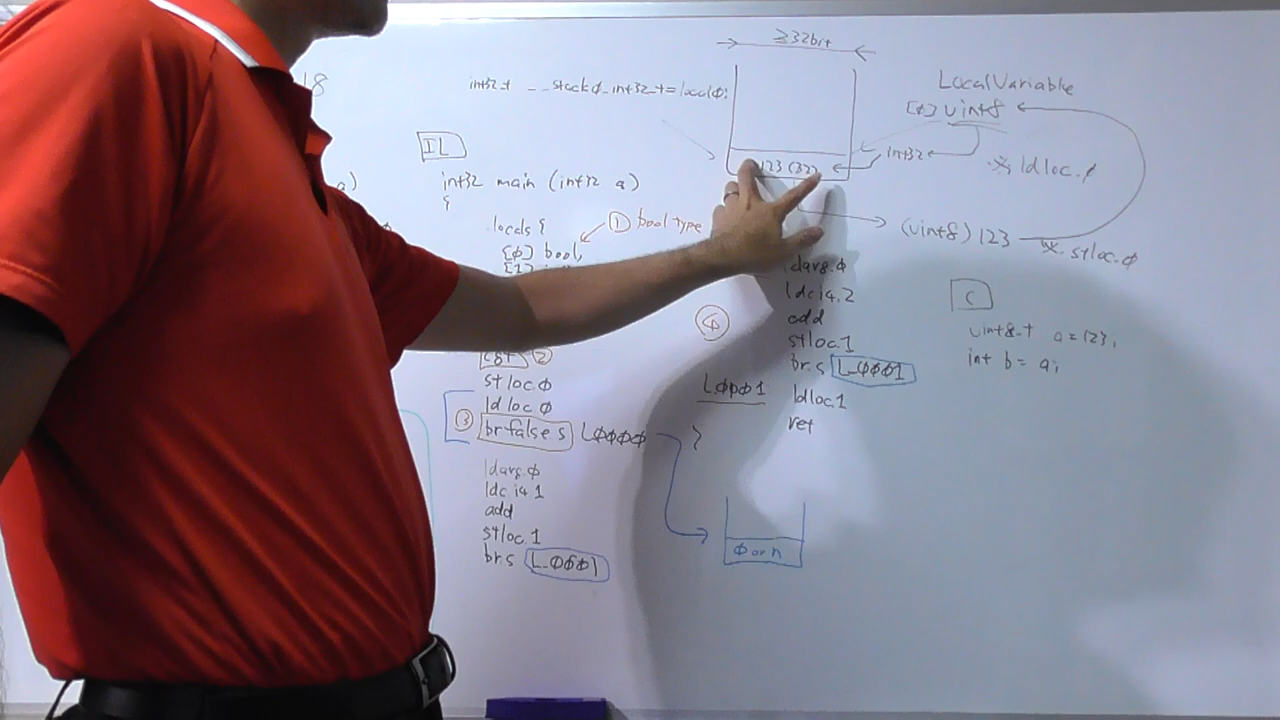 18
≥32bit
int32_t __stack0_int32_t = local0;
LocalVariable
[0] uint8
IL
int32
123 (32)
※ ldloc.0
int32 main (int32 a)
{
a)
.locals {
① bool type
(uint8) 123
※ stloc.0
[0] bool,
ldarg.0
ldc i4.2
C
④
add
uint8_t a = 123;
stloc.1
int b = a;
cgt ②
br.s L_0001
stloc.0
L0001 ldloc.1
ldloc.0
ret
③ brfalse s L0000
}
ldarg.0
ldc i4 1
add
stloc.1
0 or n
br.s L_0001